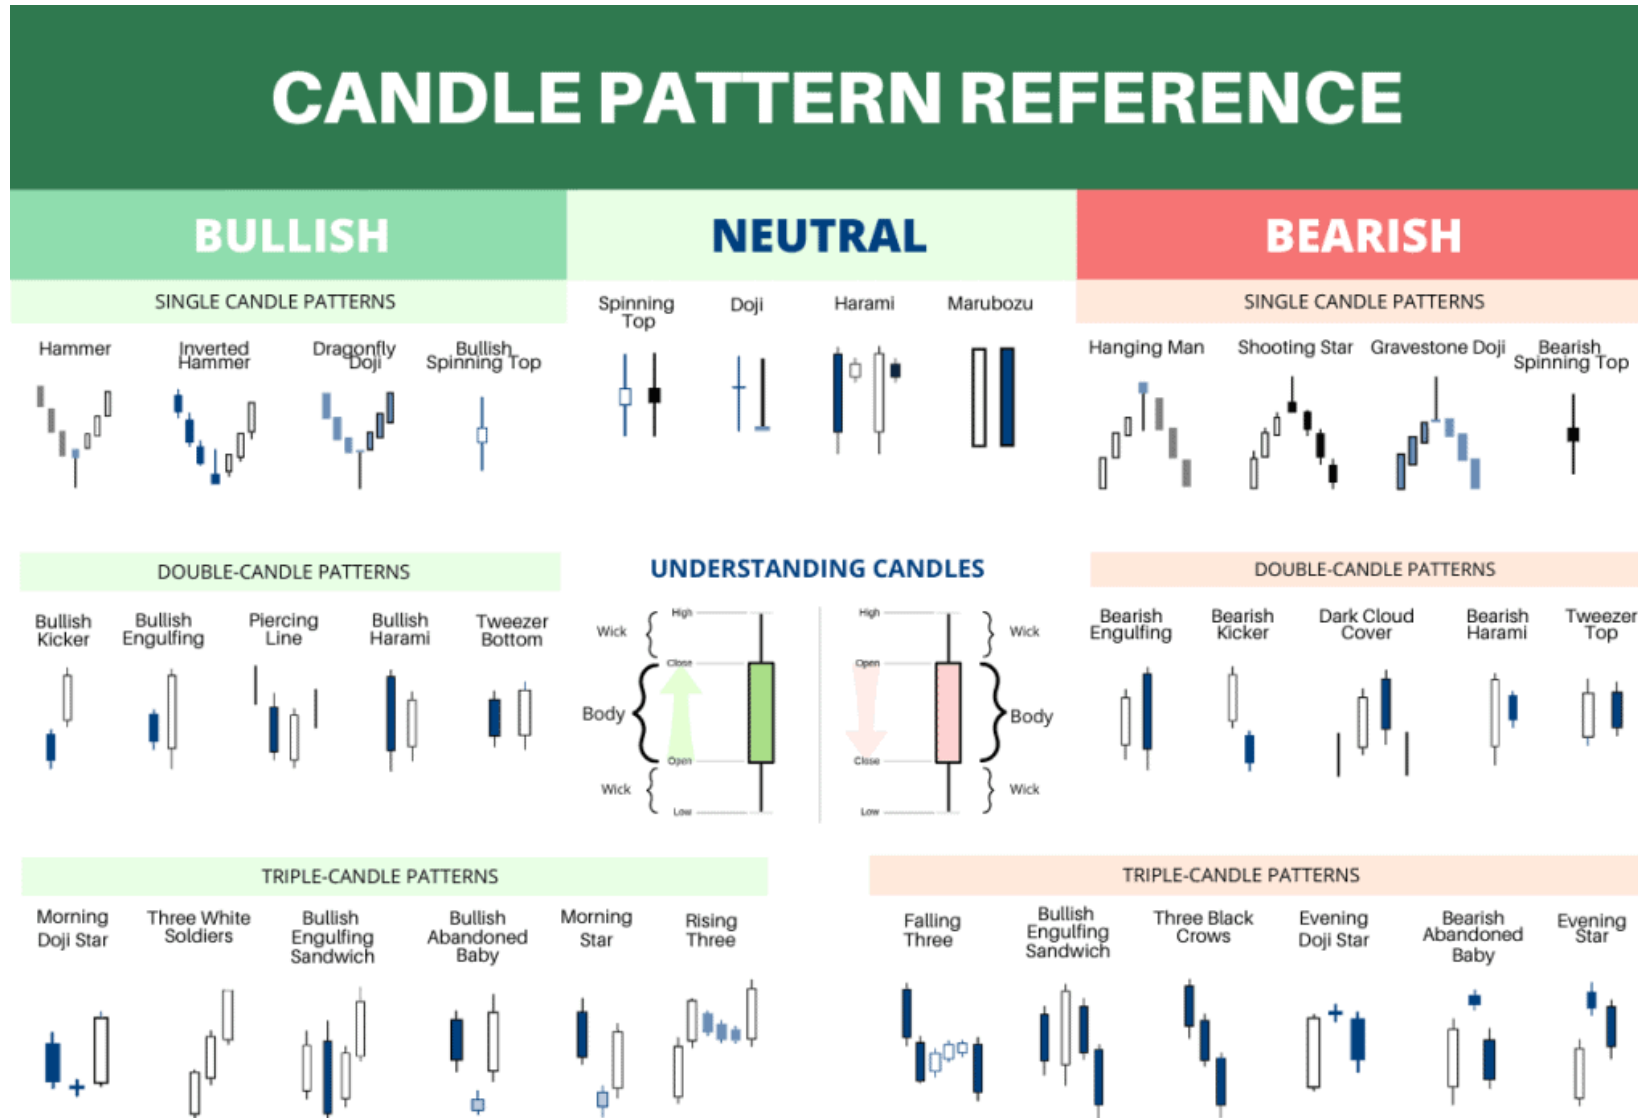 CANDLE PATTERN REFERENCE
BULLISH
NEUTRAL
BEARISH
SINGLE CANDLE PATTERNS
Hammer
Inverted
Hammer
Dragonfly
Doji
Bullish
Spinning Top
Spinning
Top
Doji
Harami
Marubozu
SINGLE CANDLE PATTERNS
Hanging Man
Shooting Star
Gravestone Doji
Bearish
Spinning Top
DOUBLE-CANDLE PATTERNS
Bullish
Kicker
Bullish
Engulfing
Piercing
Line
Bullish
Harami
Tweezer
Bottom
UNDERSTANDING CANDLES
High
Wick
Close
Body
Open
Wick
Low
High
Wick
Open
Body
Close
Wick
Low
DOUBLE-CANDLE PATTERNS
Bearish
Engulfing
Bearish
Kicker
Dark Cloud
Cover
Bearish
Harami
Tweezer
Top
TRIPLE-CANDLE PATTERNS
Morning
Doji Star
Three White
Soldiers
Bullish
Engulfing
Sandwich
Bullish
Abandoned
Baby
Morning
Star
Rising
Three
TRIPLE-CANDLE PATTERNS
Falling
Three
Bullish
Engulfing
Sandwich
Three Black
Crows
Evening
Doji Star
Bearish
Abandoned
Baby
Evening
Star